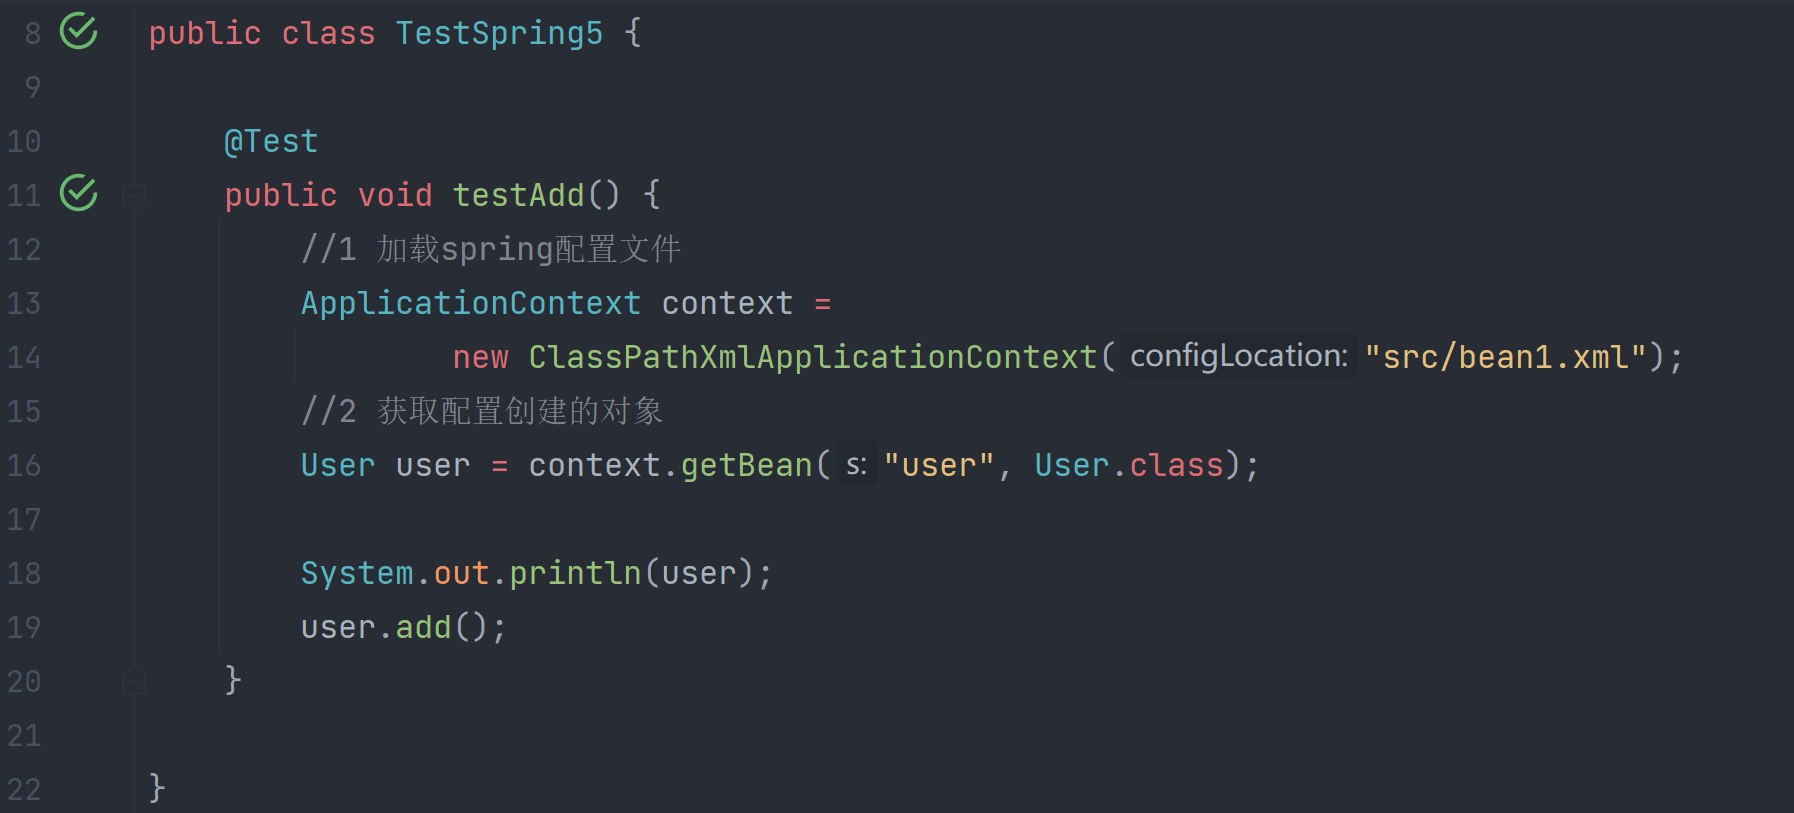 8 public class TestSpring5 {
9
10 @Test
11 public void testAdd() {
12 //1 加载spring配置文件
13 ApplicationContext context =
14 new ClassPathXmlApplicationContext( configLocation: "src/bean1.xml");
15 //2 获取配置创建的对象
16 User user = context.getBean( s: "user", User.class);
17
18 System.out.println(user);
19 user.add();
20 }
21
22 }